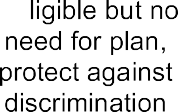 ligible but no
need for plan,
protect against
discrimination